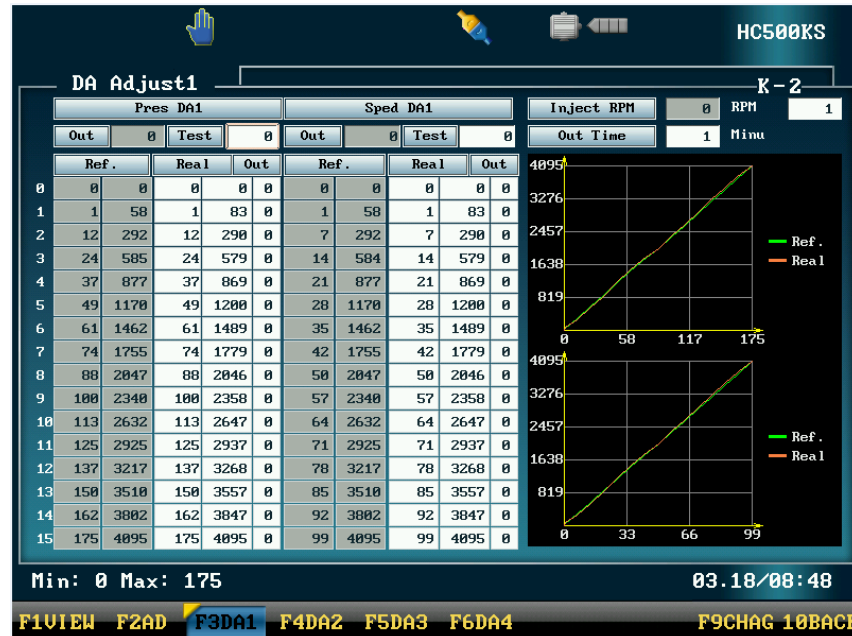 HC500KS
DA Adjust1 K-2
Pres DA1 Sped DA1 Inject RPM 0 RPM 1
Out 0 Test 0 Out 0 Test 0 Out Time 1 Minu
Ref. Real Out Ref. Real Out
0 0 0 0 0 0 0 0 0 0 0
1 1 58 1 83 0 1 58 1 83 0
2 12 292 12 290 0 7 292 7 290 0
3 24 585 24 579 0 14 584 14 579 0
4 37 877 37 869 0 21 877 21 869 0
5 49 1170 49 1200 0 28 1170 28 1200 0
6 61 1462 61 1489 0 35 1462 35 1489 0
7 74 1755 74 1779 0 42 1755 42 1779 0
8 88 2047 88 2046 0 50 2047 50 2046 0
9 100 2340 100 2358 0 57 2340 57 2358 0
10 113 2632 113 2647 0 64 2632 64 2647 0
11 125 2925 125 2937 0 71 2925 71 2937 0
12 137 3217 137 3268 0 78 3217 78 3268 0
13 150 3510 150 3557 0 85 3510 85 3557 0
14 162 3802 162 3847 0 92 3802 92 3847 0
15 175 4095 175 4095 0 99 4095 99 4095 0
4095
3276
2457
1638
819
0 58 117 175
Ref.
Real
4095
3276
2457
1638
819
0 33 66 99
Ref.
Real
Min: 0 Max: 175 03.18/08:48
F1VIEW F2AD F3DA1 F4DA2 F5DA3 F6DA4 F9CHAG 10BACK